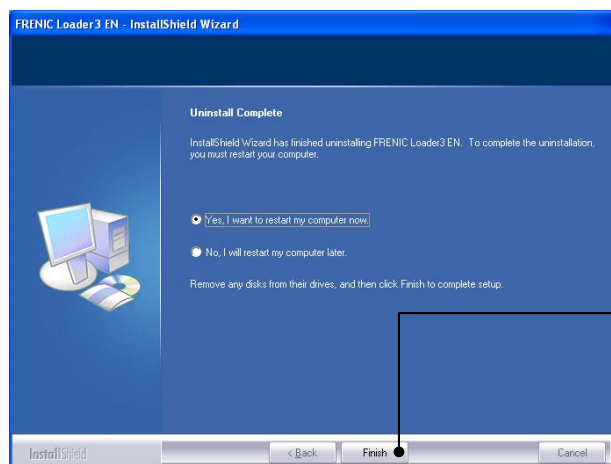 FRENIC Loader3 EN - InstallShield Wizard
Uninstall Complete
InstallShield Wizard has finished uninstalling FRENIC Loader3 EN. To complete the uninstallation,
you must restart your computer.
Yes, I want to restart my computer now.
No, I will restart my computer later.
Remove any disks from their drives, and then click Finish to complete setup.
InstallShield
< Back
Finish
Cancel